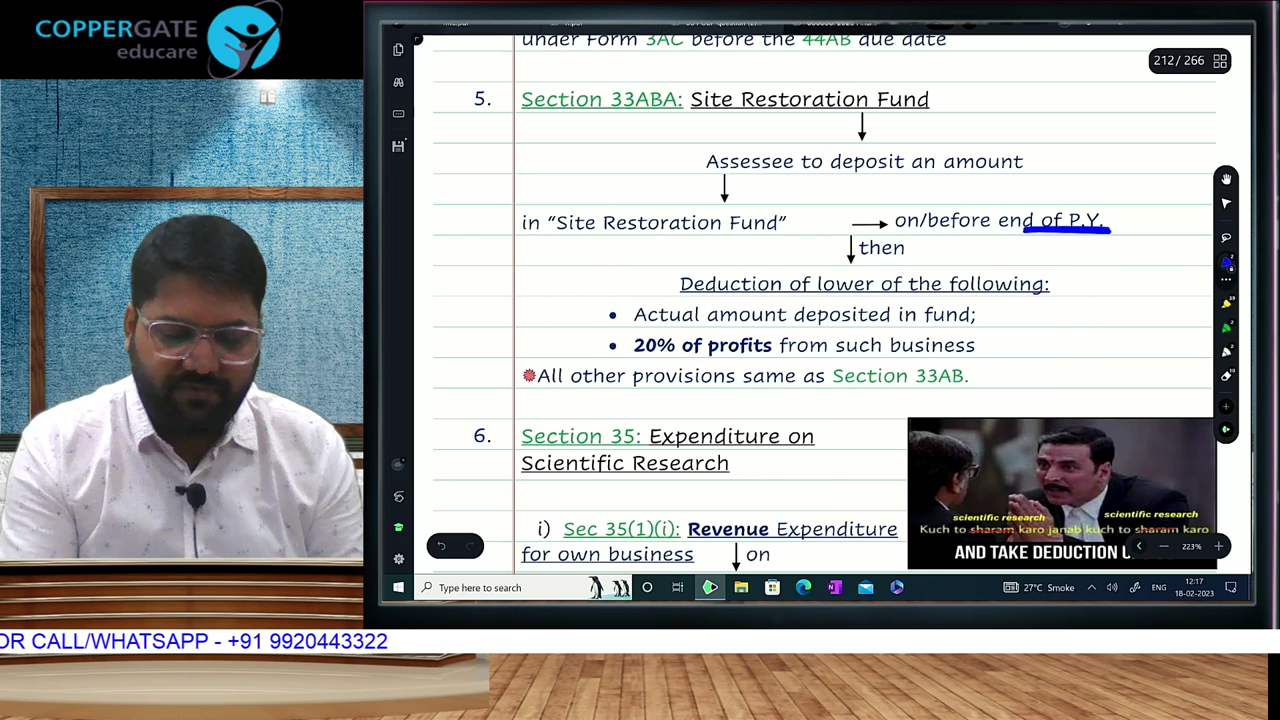 COPPERGATE
educare
under Form 3AC before the 44AB due date
212 / 266
5. Section 33ABA: Site Restoration Fund
Assessee to deposit an amount
in “Site Restoration Fund” on/before end of P.Y.
then
Deduction of lower of the following:
• Actual amount deposited in fund;
• 20% of profits from such business
All other provisions same as Section 33AB.
6. Section 35: Expenditure on
Scientific Research
i) Sec 35(1)(i): Revenue Expenditure
for own business on
scientific research scientific research
Kuch to sharam karo janab kuch to sharam karo
AND TAKE DEDUCTION
223%
Type here to search
27°C Smoke
ENG
12:17
18-02-2023
OR CALL/WHATSAPP - +91 9920443322